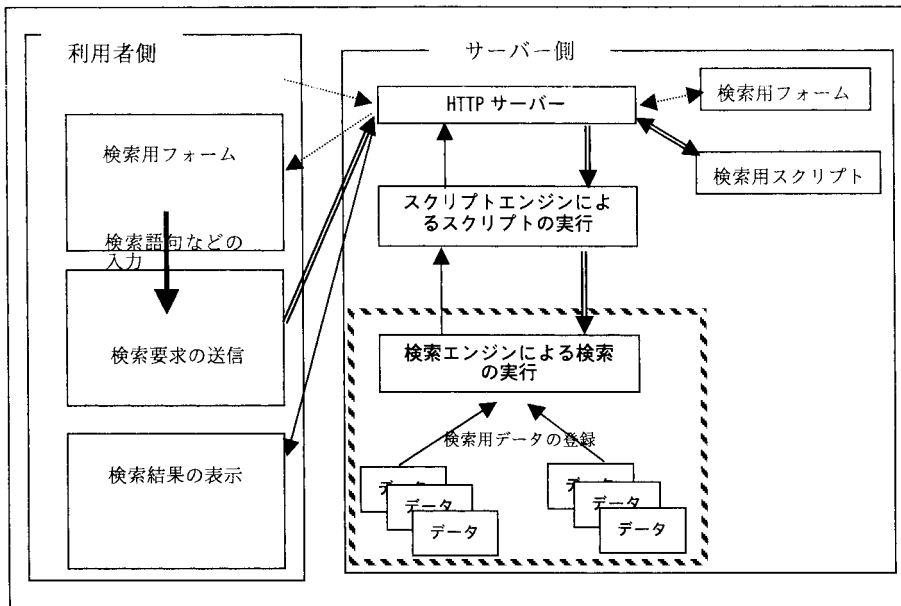 利用者側
検索用フォーム
検索語句などの
入力
検索要求の送信
検索結果の表示
サーバー側
HTTP サーバー
検索用フォーム
検索用スクリプト
スクリプトエンジンによ
るスクリプトの実行
検索エンジンによる検索
の実行
検索用データの登録
データ
データ
データ
データ
データ
データ